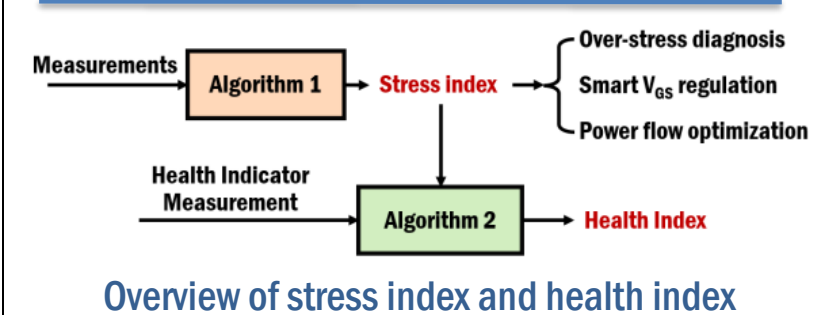 Over-stress diagnosis
Measurements
Algorithm 1
Stress index
Smart V_GS regulation
Power flow optimization
Health Indicator
Measurement
Algorithm 2
Health Index
Overview of stress index and health index